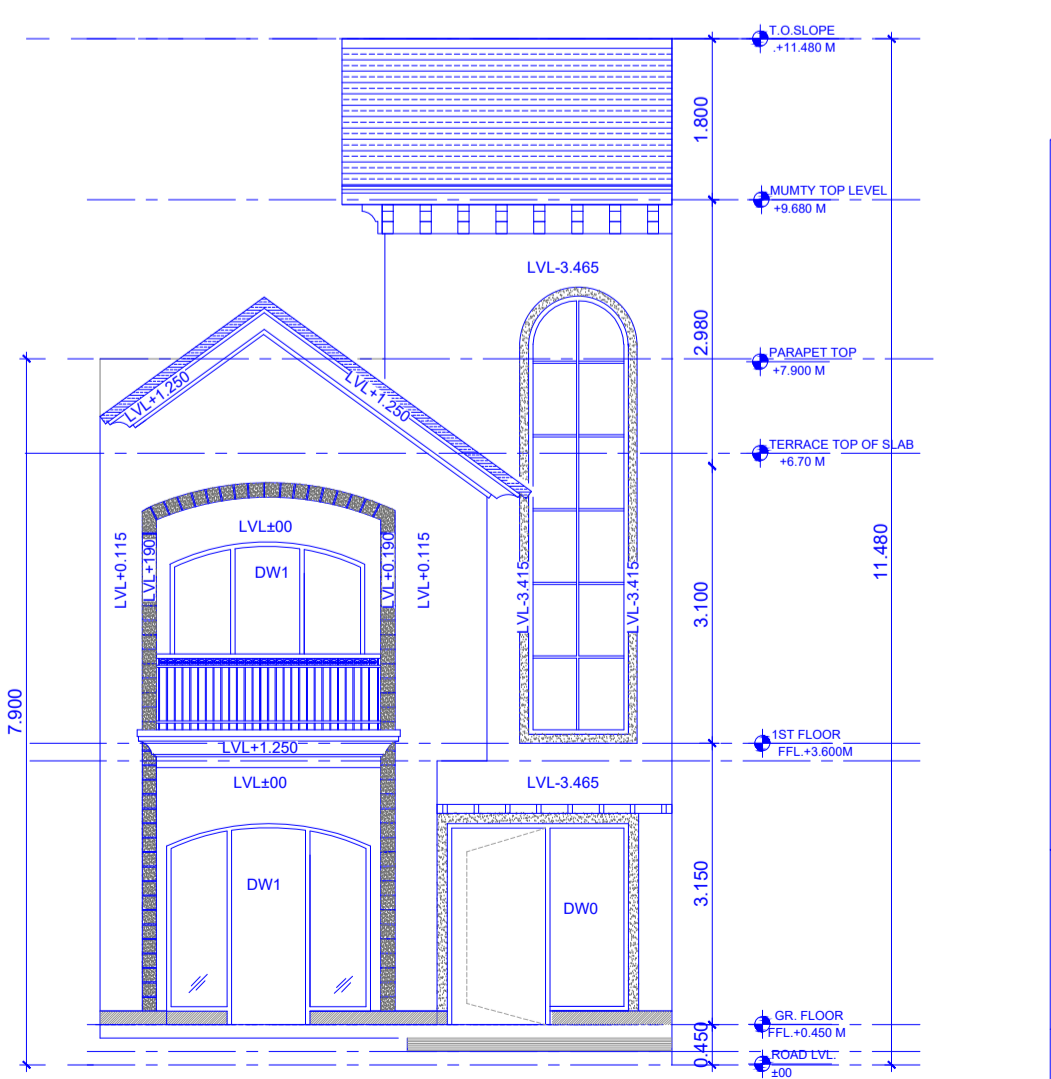 T.O.SLOPE
.+11.480 M
1.800
MUMTY TOP LEVEL
+9.680 M
LVL-3.465
2.980
PARAPET TOP
+7.900 M
LVL+1.250
LVL+1.250
TERRACE TOP OF SLAB
+6.70 M
LVL±00
DW1
LVL+0.115
LVL+190
LVL+0.190
LVL+0.115
LVL-3.415
LVL-3.415
3.100
11.480
7.900
1ST FLOOR
FFL.+3.600M
LVL+1.250
LVL±00
LVL-3.465
DW1
DW0
3.150
GR. FLOOR
FFL.+0.450 M
0.450
ROAD LVL.
±00